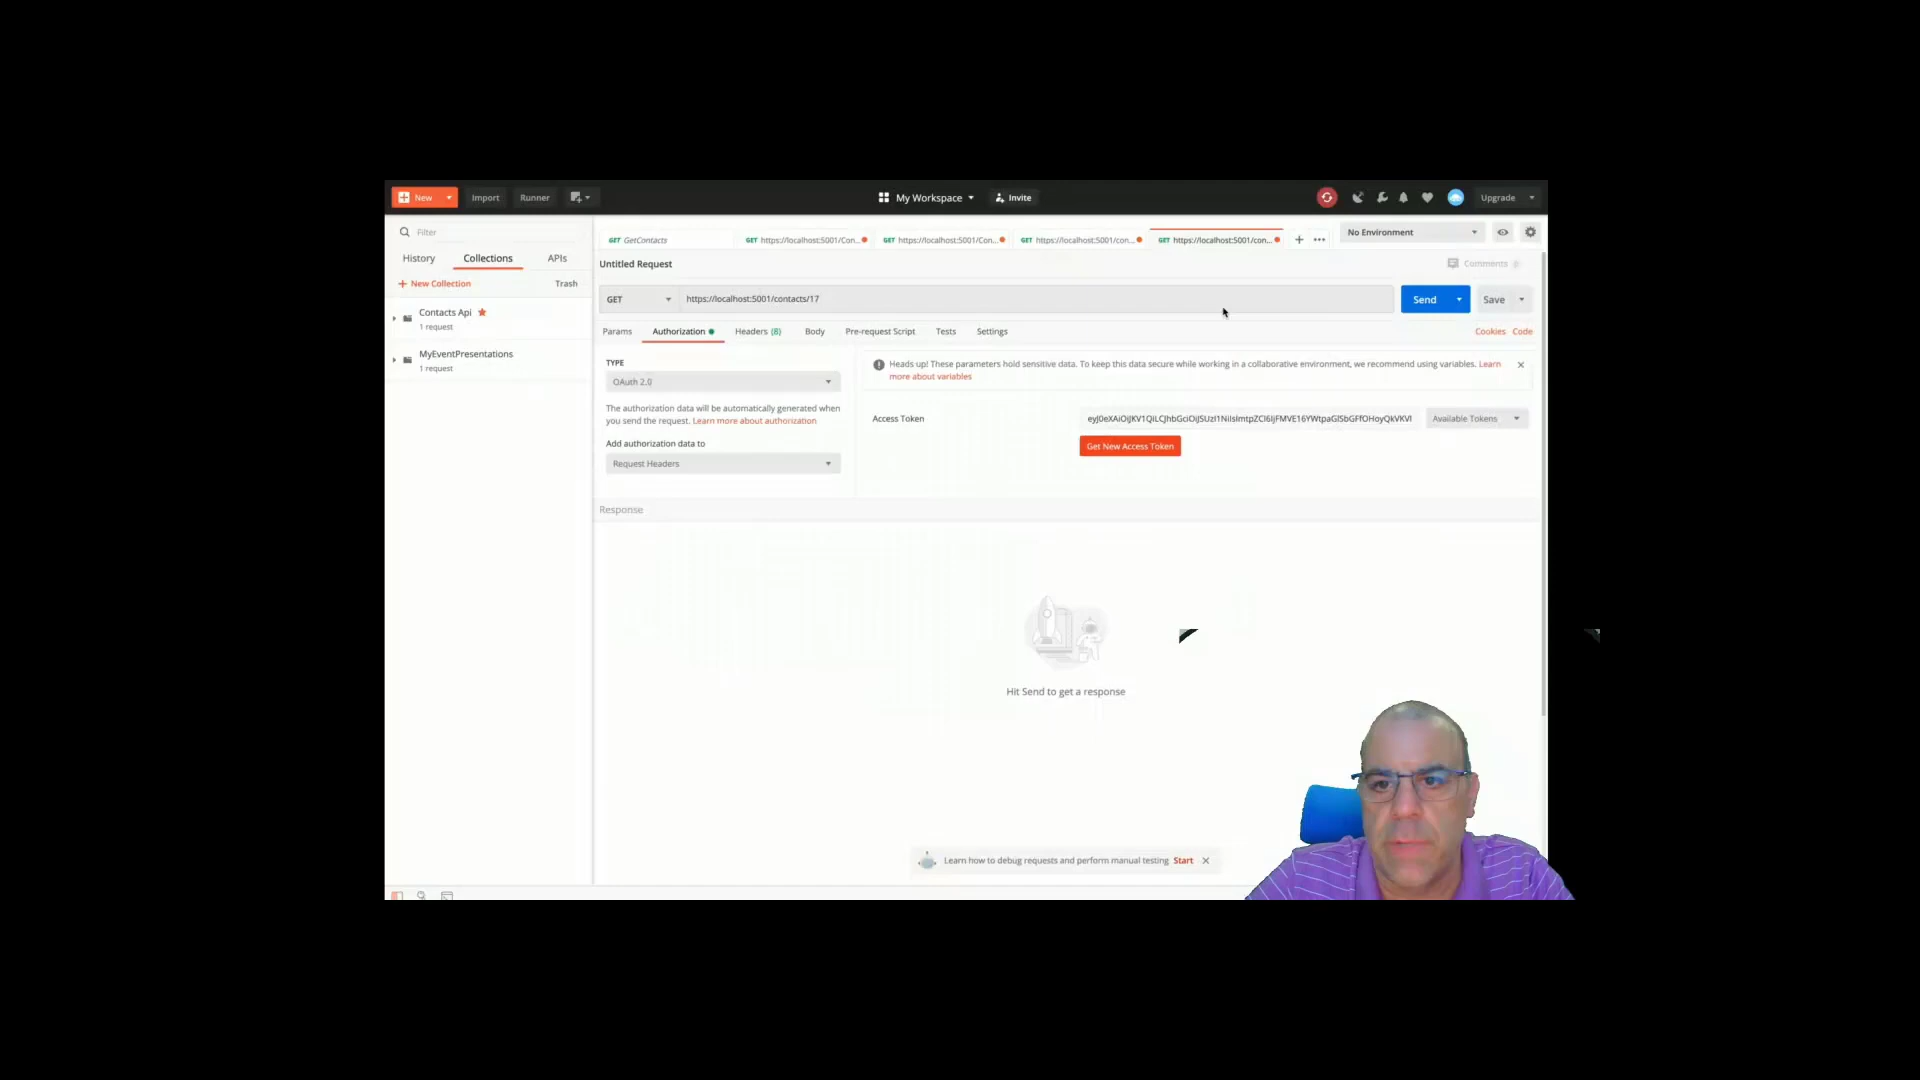 New
Import
Runner
My Workspace
Invite
Upgrade
Filter
History
Collections
APIs
+ New Collection
Trash
Contacts Api
1 request
MyEventPresentations
1 request
GET GetContacts
GET https://localhost:5001/Con...
GET https://localhost:5001/Con...
GET https://localhost:5001/con...
GET https://localhost:5001/con...
No Environment
Untitled Request
Comments 0
GET
https://localhost:5001/contacts/17
Send
Save
Params
Authorization
Headers (8)
Body
Pre-request Script
Tests
Settings
Cookies
Code
TYPE
OAuth 2.0
The authorization data will be automatically generated when
you send the request. Learn more about authorization
Add authorization data to
Request Headers
Heads up! These parameters hold sensitive data. To keep this data secure while working in a collaborative environment, we recommend using variables. Learn
more about variables
Access Token
Available Tokens
Get New Access Token
Response
Hit Send to get a response
Learn how to debug requests and perform manual testing Start